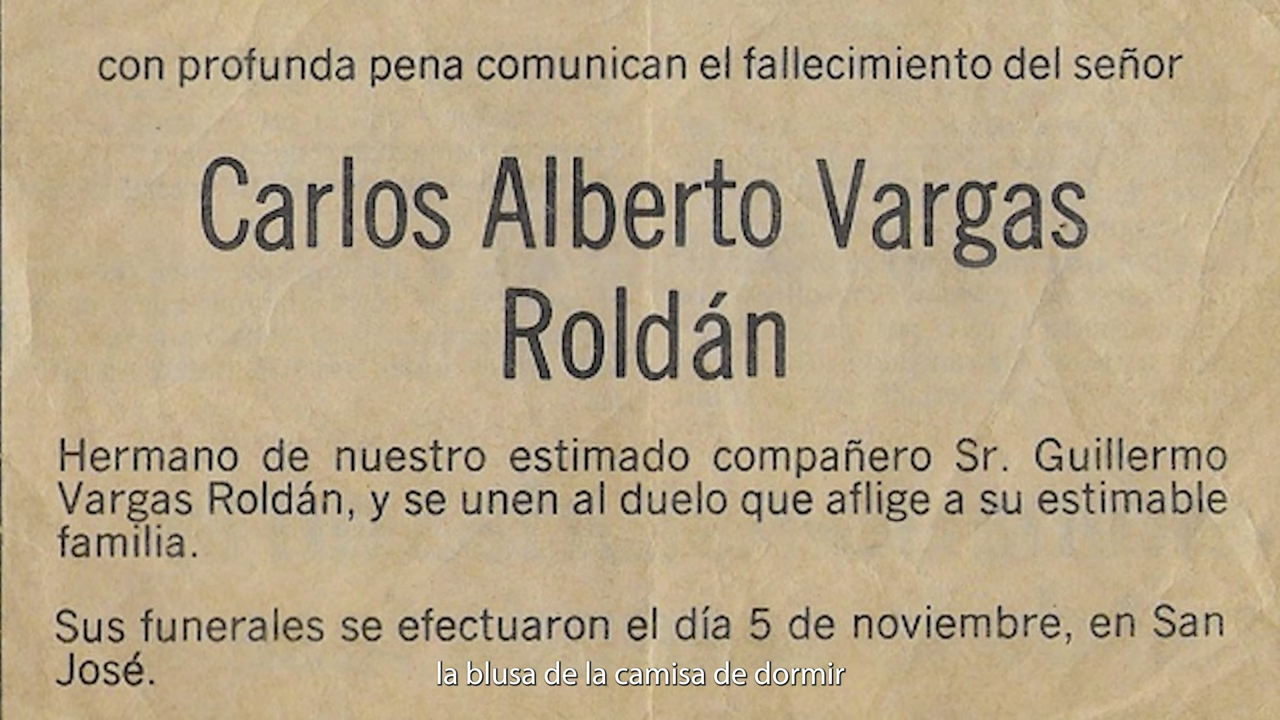 con profunda pena comunican el fallecimiento del señor
Carlos Alberto Vargas
Roldán
Hermano de nuestro estimado compañero Sr. Guillermo
Vargas Roldán, y se unen al duelo que aflige a su estimable
familia.
Sus funerales se efectuaron el día 5 de noviembre, en San
José.
la blusa de la camisa de dormir